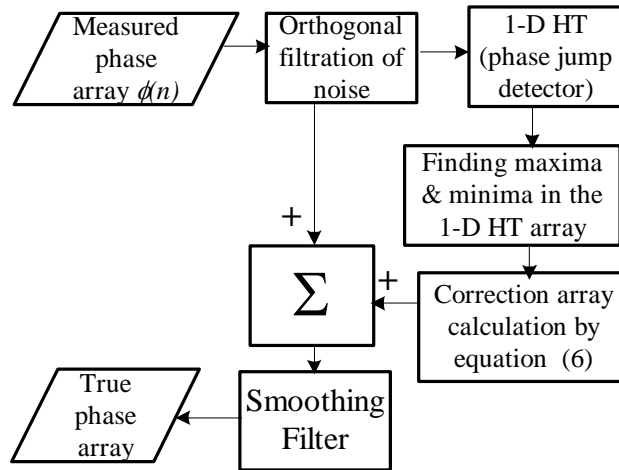 Measured
phase
array ϕ(n)
Orthogonal
filtration of
noise
1-D HT
(phase jump
detector)
Finding maxima
& minima in the
1-D HT array
+
Σ
+
Correction array
calculation by
equation (6)
True
phase
array
Smoothing
Filter